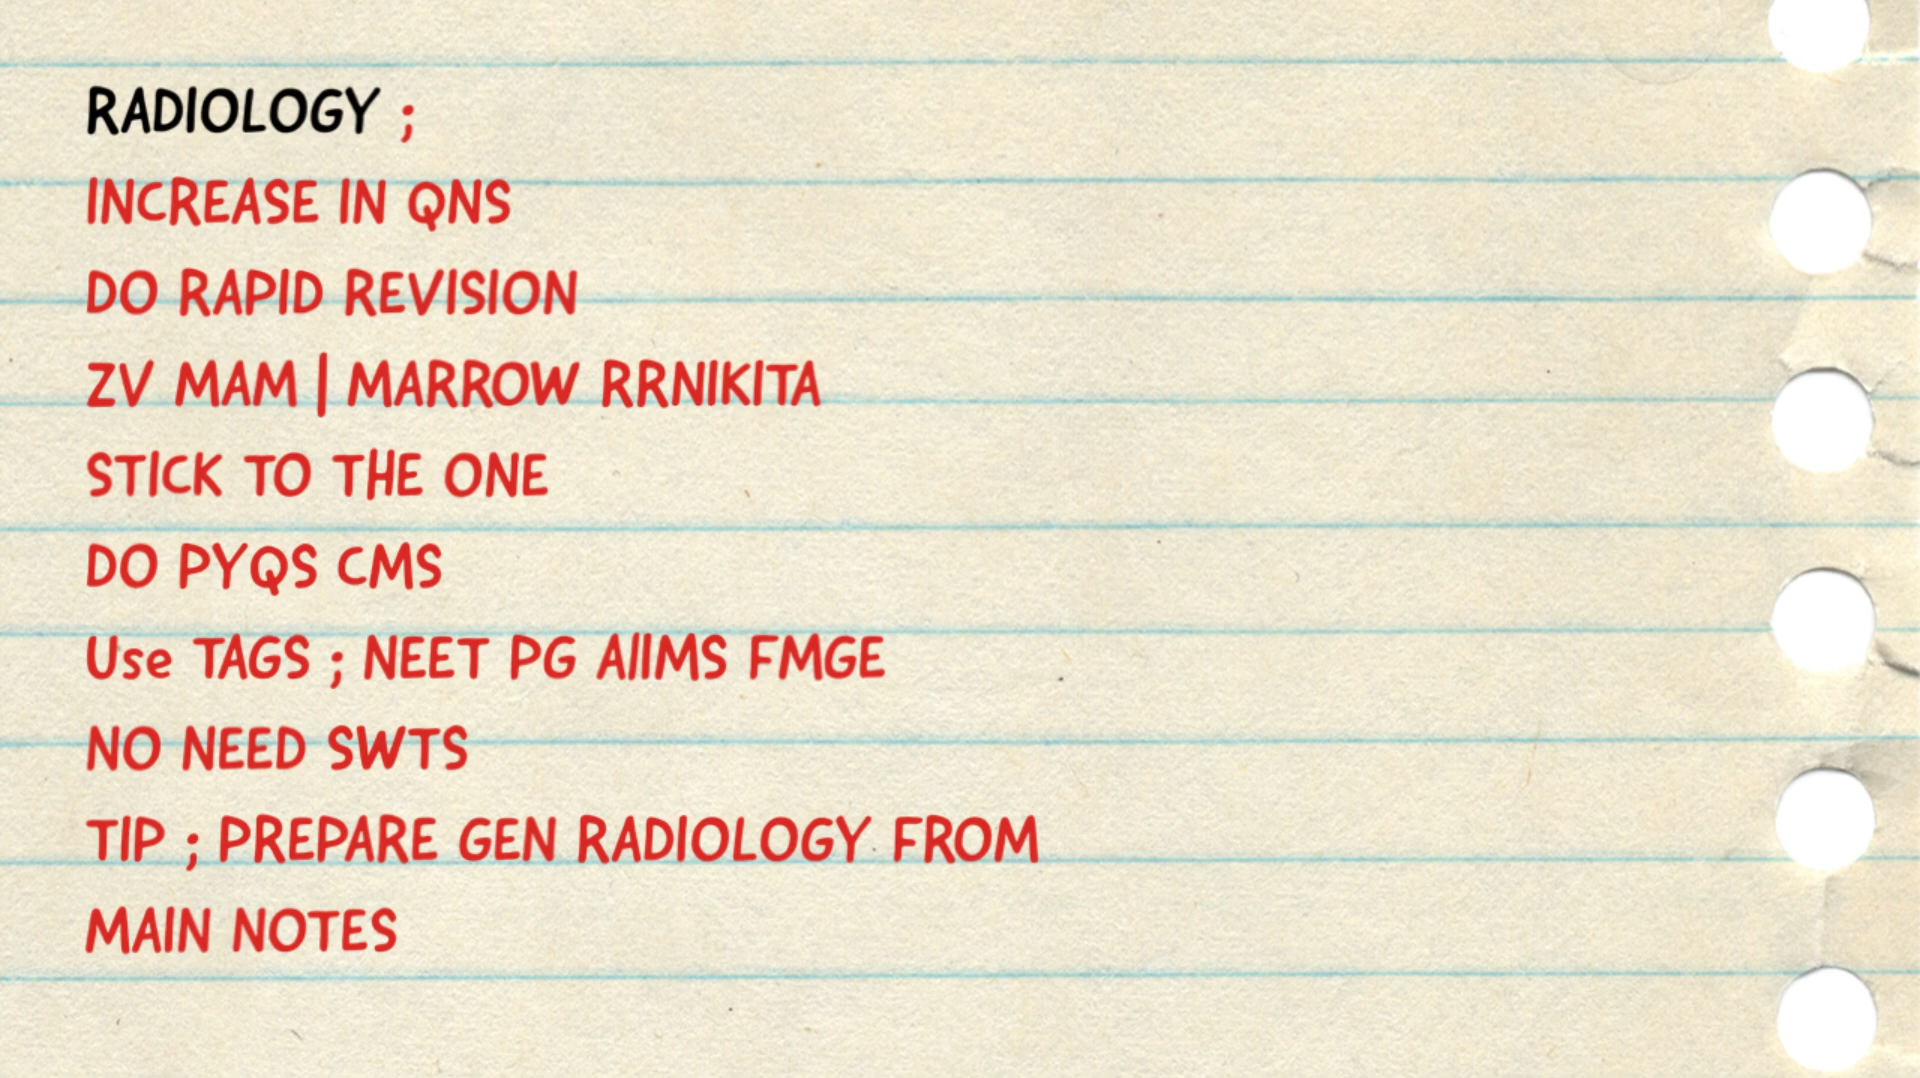 RADIOLOGY ;
INCREASE IN QNS
DO RAPID REVISION
ZV MAM | MARROW RRNIKITA
STICK TO THE ONE
DO PYQS CMS
Use TAGS ; NEET PG AIIMS FMGE
NO NEED SWTS
TIP ; PREPARE GEN RADIOLOGY FROM
MAIN NOTES